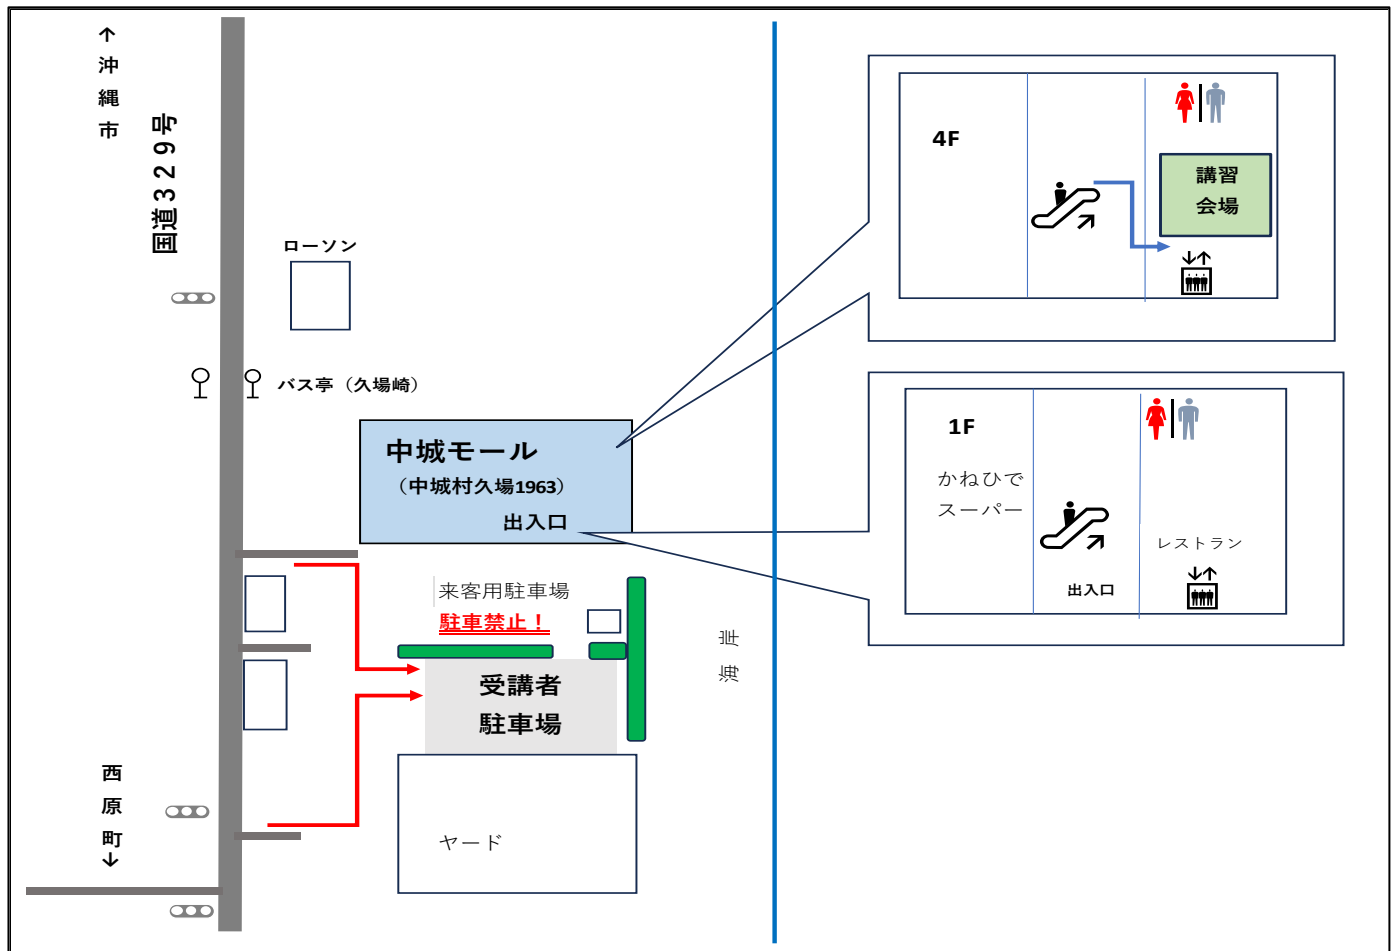 ↑沖縄市
国道329号
ローソン
バス亭（久場崎）
中城モール
（中城村久場1963）
出入口
来客用駐車場
駐車禁止！
受講者
駐車場
ヤード
西原町↓
海岸
4F
講習
会場
↓↑
1F
かねひで
スーパー
出入口
レストラン
↓↑